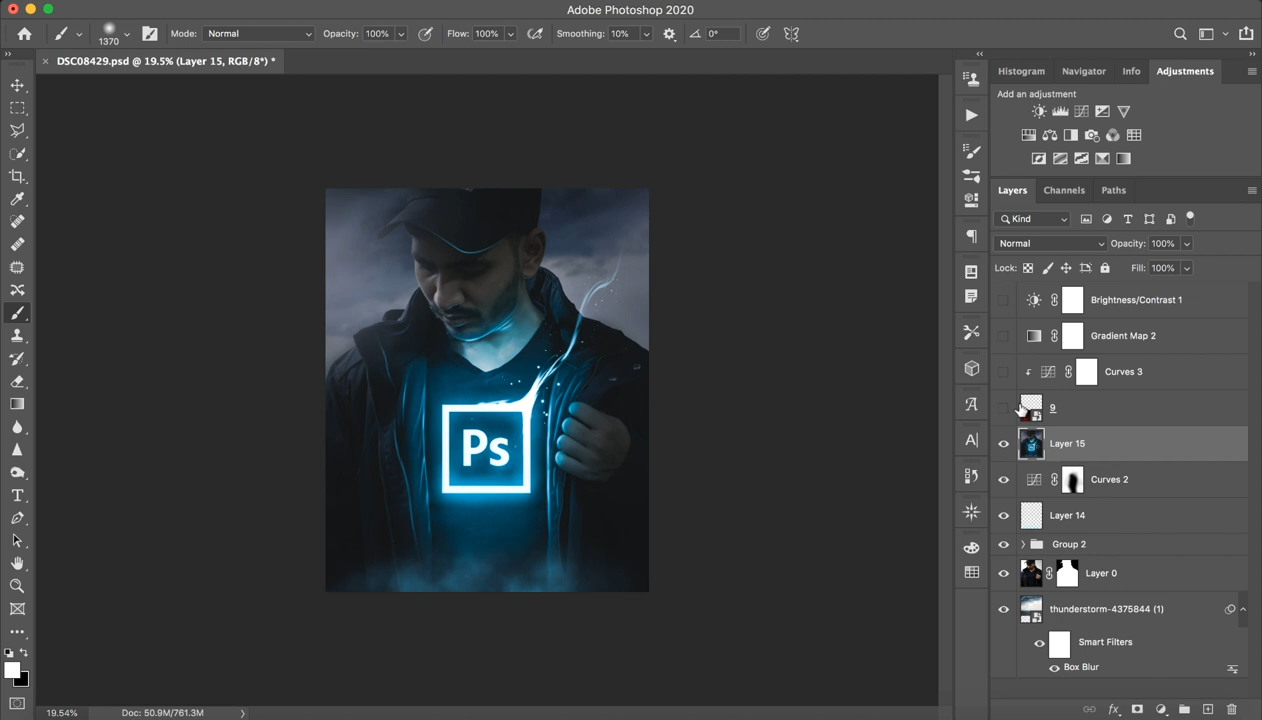 Adobe Photoshop 2020
1370
Mode: Normal
Opacity: 100%
Flow: 100%
Smoothing: 10%
0°
DSC08429.psd @ 19.5% (Layer 15, RGB/8*) *
Histogram
Navigator
Info
Adjustments
Add an adjustment
Layers
Channels
Paths
Kind
Normal
Opacity: 100%
Lock:
Fill: 100%
Brightness/Contrast 1
Gradient Map 2
Curves 3
9
Layer 15
Curves 2
Layer 14
Group 2
Layer 0
thunderstorm-4375844 (1)
Smart Filters
Box Blur
Ps
19.54%
Doc: 50.9M/761.3M